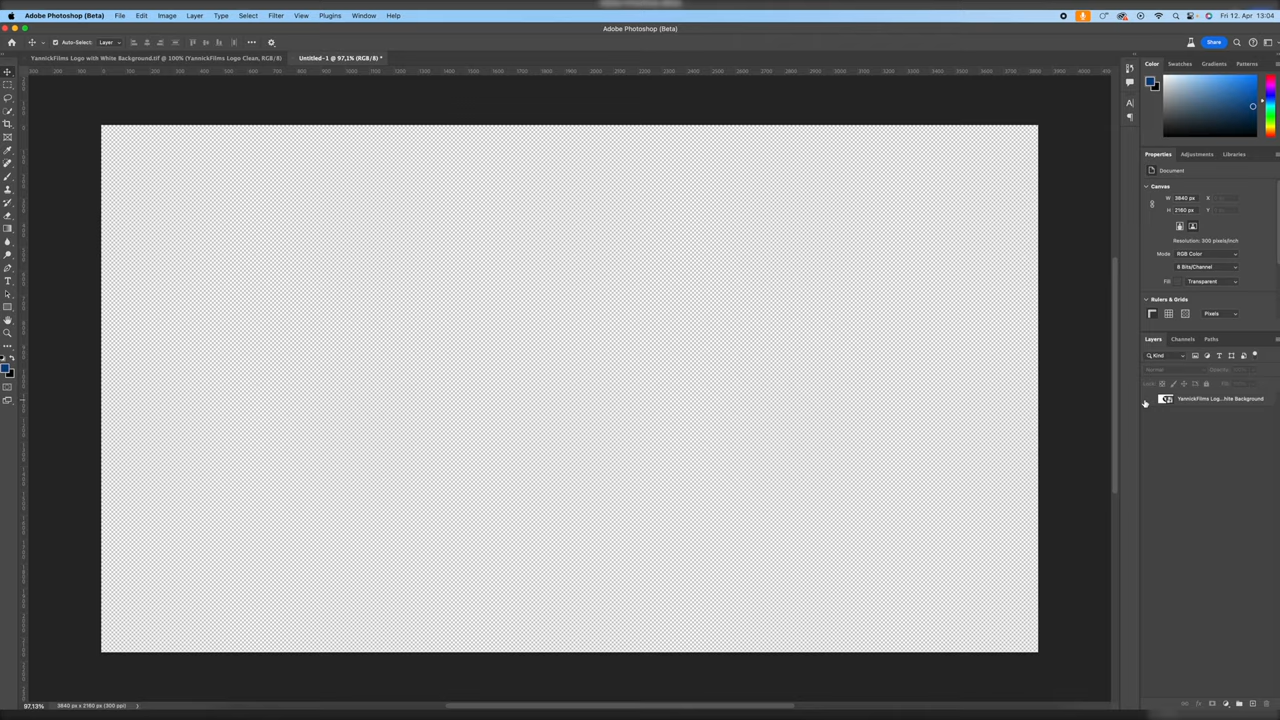 Adobe Photoshop (Beta) File Edit Image Layer Type Select Filter View Plugins Window Help Fri 12. Apr. 13:04
Adobe Photoshop (Beta)
Auto-Select: Layer Share
YannickFilms Logo with White Background.tif @ 100% (YannickFilms Logo Clean, RGB/8) Untitled-1 @ 97,1% (RGB/8) *
Color Swatches Gradients Patterns
Properties Adjustments Libraries
Document
Canvas
W 3840 px X
H 2160 px Y
Resolution: 300 pixels/inch
Mode RGB Color
8 Bits/Channel
Fill Transparent
Rulers & Grids
Pixels
Layers Channels Paths
Kind
Normal Opacity:
Lock: Fill:
YannickFilms Log...hite Background
97,13% 3840 px x 2160 px (300 ppi)